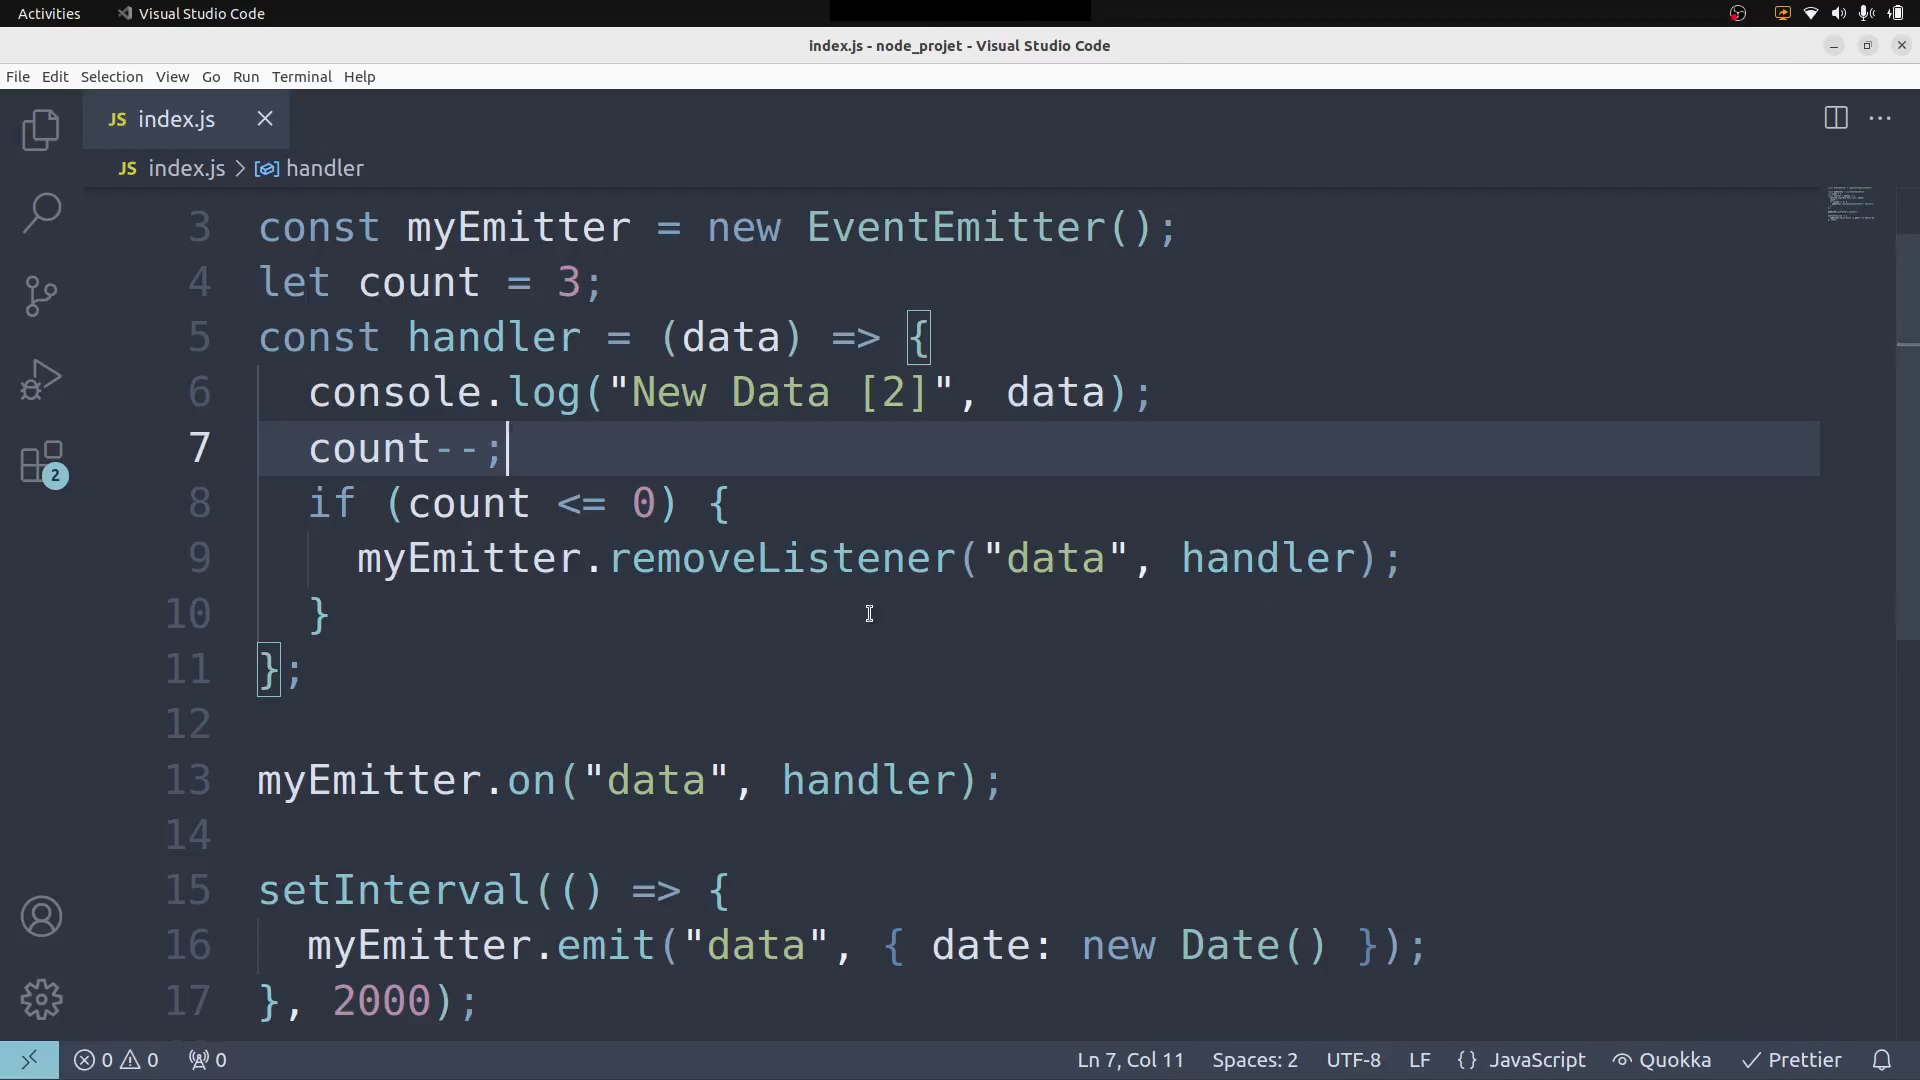 Activities Visual Studio Code
index.js - node_projet - Visual Studio Code
File Edit Selection View Go Run Terminal Help
JS index.js
JS index.js > handler
3 const myEmitter = new EventEmitter();
4 let count = 3;
5 const handler = (data) => {
6 console.log("New Data [2]", data);
7 count--;
8 if (count <= 0) {
9 myEmitter.removeListener("data", handler);
10 }
11 };
12
13 myEmitter.on("data", handler);
14
15 setInterval(() => {
16 myEmitter.emit("data", { date: new Date() });
17 }, 2000);
2
0 0 0 Ln 7, Col 11 Spaces: 2 UTF-8 LF {} JavaScript Quokka Prettier